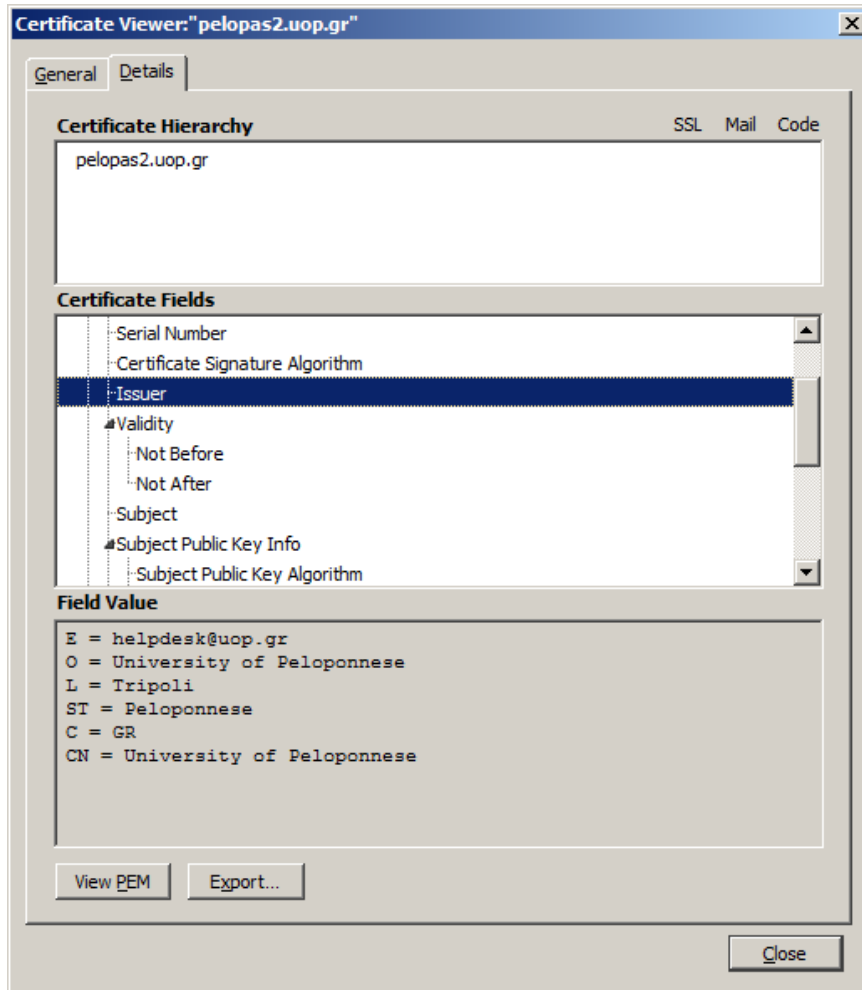 Certificate Viewer:"pelopas2.uop.gr"
General Details
Certificate Hierarchy SSL Mail Code
pelopas2.uop.gr
Certificate Fields
Serial Number
Certificate Signature Algorithm
Issuer
Validity
Not Before
Not After
Subject
Subject Public Key Info
Subject Public Key Algorithm
Field Value
E = helpdesk@uop.gr
O = University of Peloponnese
L = Tripoli
ST = Peloponnese
C = GR
CN = University of Peloponnese
View PEM Export...
Close